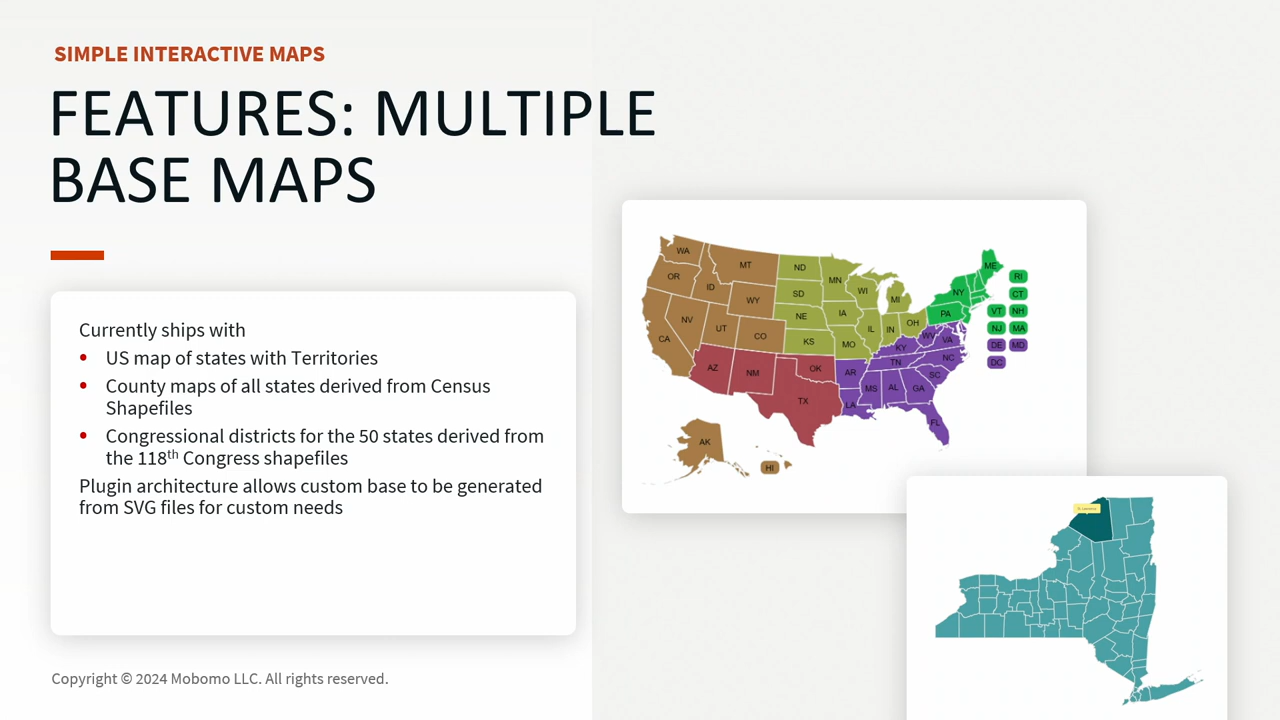 SIMPLE INTERACTIVE MAPS
FEATURES: MULTIPLE
BASE MAPS
Currently ships with
• US map of states with Territories
• County maps of all states derived from Census
Shapefiles
• Congressional districts for the 50 states derived from
the 118th Congress shapefiles
Plugin architecture allows custom base to be generated
from SVG files for custom needs
Copyright © 2024 Mobomo LLC. All rights reserved.
WA
OR
ID
MT
WY
NV
UT
CO
CA
AK
HI
ND
SD
NE
KS
MN
IA
MO
WI
IL
MI
IN
OH
AZ
NM
OK
TX
AR
LA
MS
AL
GA
FL
SC
NC
TN
KY
WV
VA
PA
NY
ME
RI
CT
VT
NH
NJ
MA
DE
MD
DC